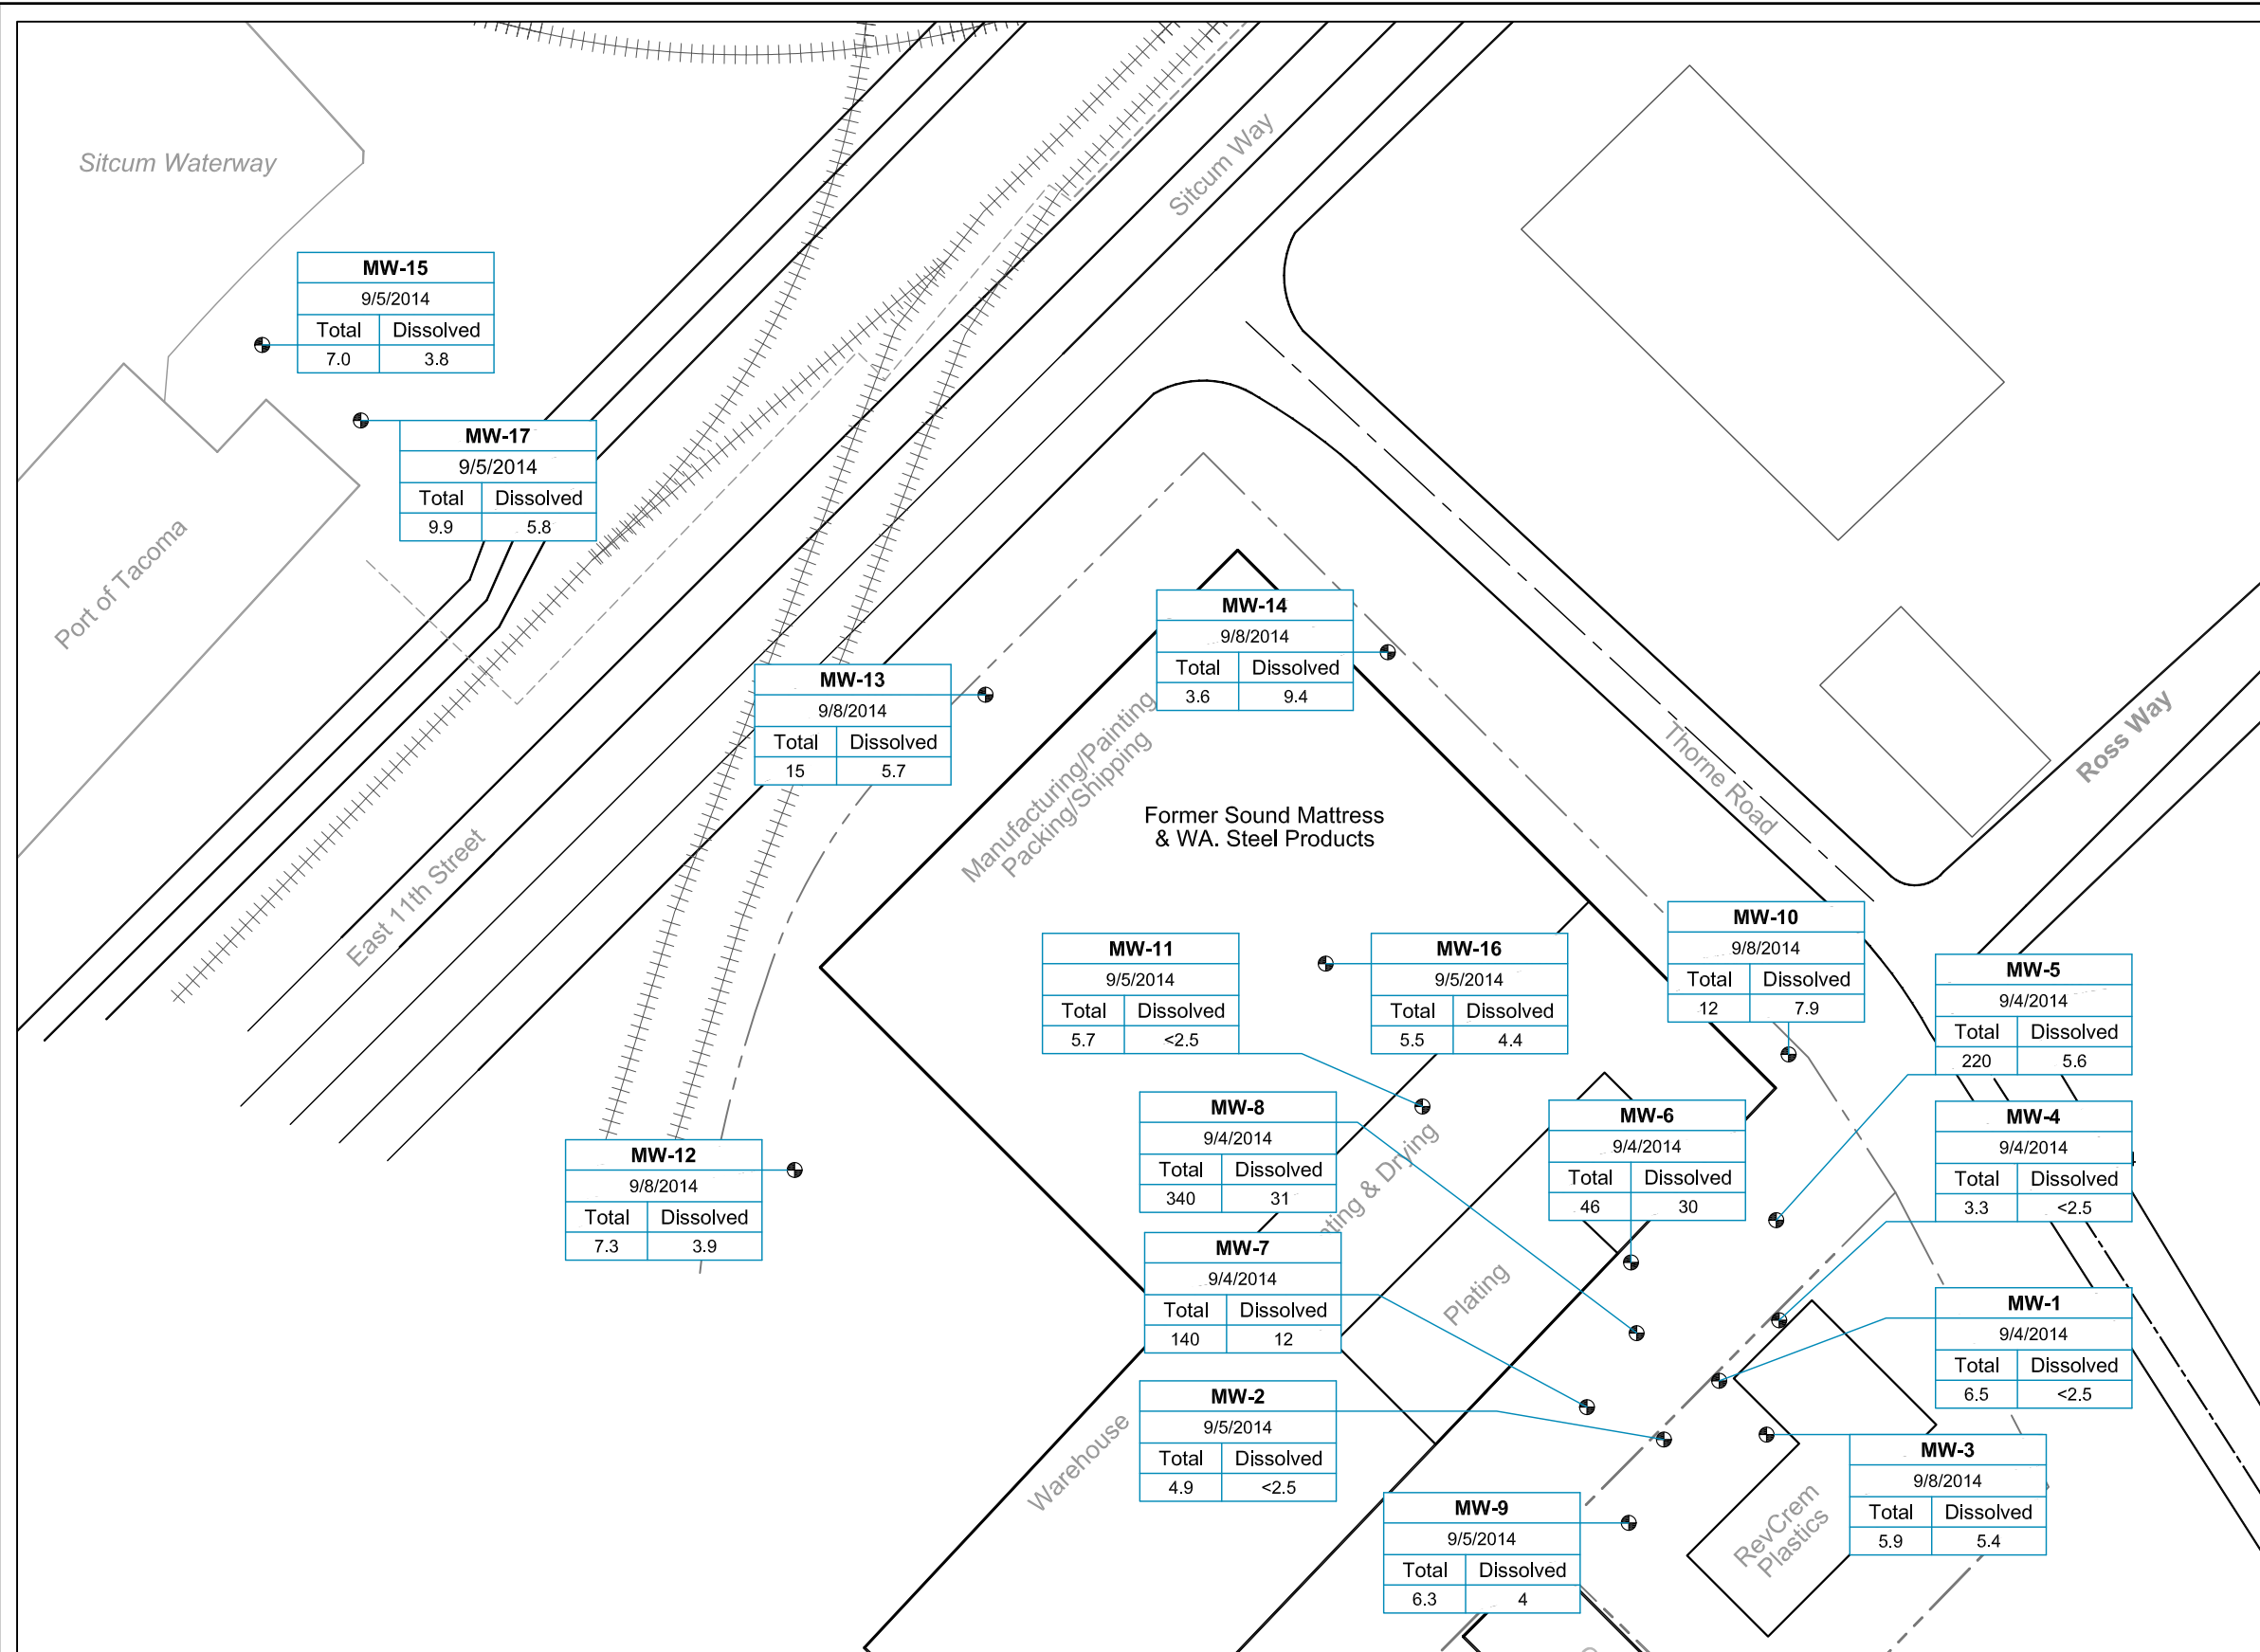 Sitcum Waterway
Sitcum Way
MW-15
9/5/2014
Total Dissolved
7.0 3.8
MW-17
9/5/2014
Total Dissolved
9.9 5.8
Port of Tacoma
MW-14
9/8/2014
Total Dissolved
3.6 9.4
MW-13
9/8/2014
Total Dissolved
15 5.7
Manufacturing/Painting
Packing/Shipping
Former Sound Mattress
& WA. Steel Products
Thorne Road
Ross Way
East 11th Street
MW-11
9/5/2014
Total Dissolved
5.7 <2.5
MW-16
9/5/2014
Total Dissolved
5.5 4.4
MW-10
9/8/2014
Total Dissolved
12 7.9
MW-5
9/4/2014
Total Dissolved
220 5.6
MW-8
9/4/2014
Total Dissolved
340 31
MW-6
9/4/2014
Total Dissolved
46 30
MW-4
9/4/2014
Total Dissolved
3.3 <2.5
MW-12
9/8/2014
Total Dissolved
7.3 3.9
& Drying
MW-7
9/4/2014
Total Dissolved
140 12
Plating
MW-1
9/4/2014
Total Dissolved
6.5 <2.5
MW-2
9/5/2014
Total Dissolved
4.9 <2.5
Warehouse
MW-3
9/8/2014
Total Dissolved
5.9 5.4
MW-9
9/5/2014
Total Dissolved
6.3 4
RevCrem
Plastics